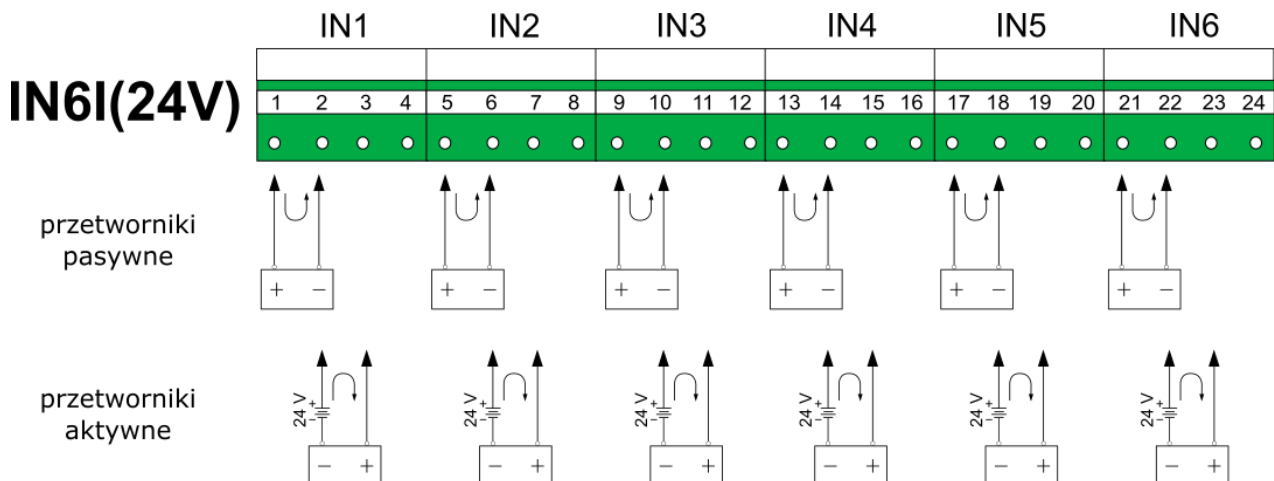 IN1 IN2 IN3 IN4 IN5 IN6
IN6I(24V)
1 2 3 4 5 6 7 8 9 10 11 12 13 14 15 16 17 18 19 20 21 22 23 24
przetworniki
pasywne
+ − + − + − + − + − + −
przetworniki
aktywne
24 V + − 24 V + − 24 V + − 24 V + − 24 V + − 24 V + −
− + − + − + − + − + − +